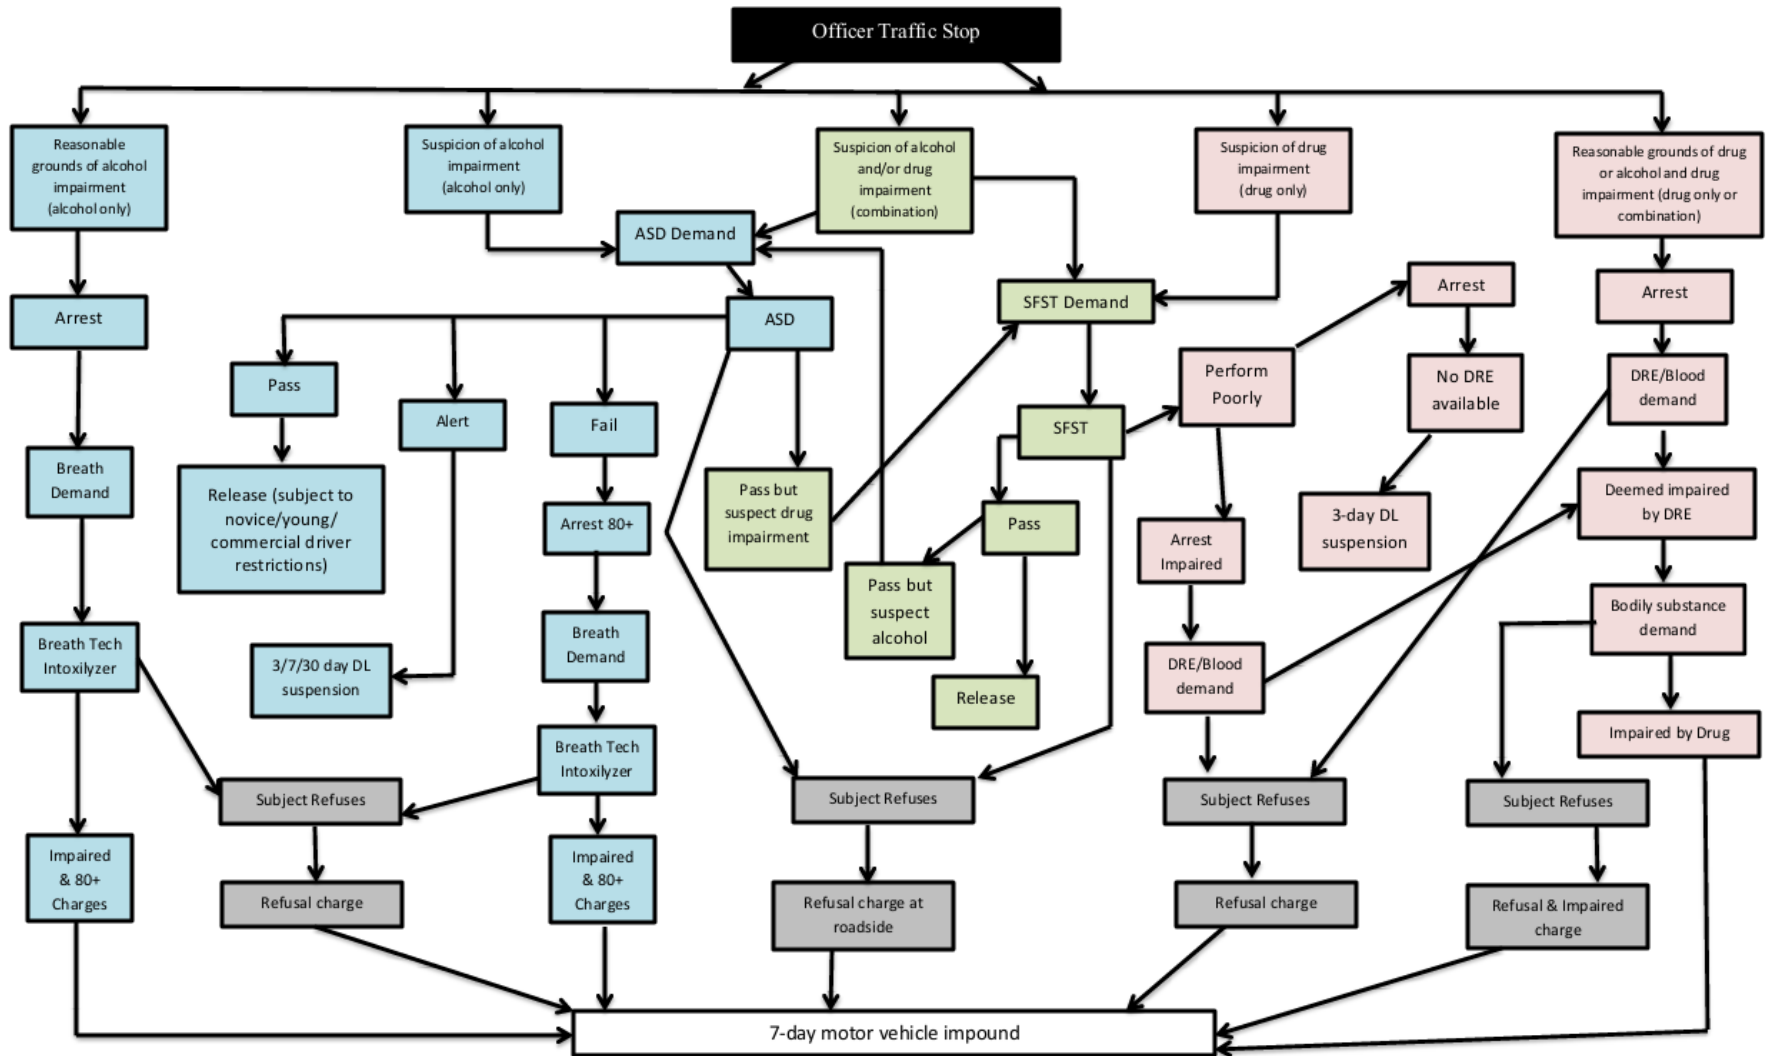 Officer Traffic Stop
Reasonable
grounds of alcohol
impairment
(alcohol only)
Suspicion of alcohol
impairment
(alcohol only)
Suspicion of alcohol
and/or drug
impairment
(combination)
Suspicion of drug
impairment
(drug only)
Reasonable grounds of drug
or alcohol and drug
impairment (drug only or
combination)
ASD Demand
Arrest
ASD
SFST Demand
Arrest
Arrest
Pass
Alert
Fail
SFST
Perform
Poorly
No DRE
available
DRE/Blood
demand
Breath
Demand
Release (subject to
novice/young/
commercial driver
restrictions)
Arrest 80+
Pass but
suspect drug
impairment
Pass
Arrest
Impaired
3-day DL
suspension
Deemed impaired
by DRE
Pass but
suspect
alcohol
Breath Tech
Intoxilyzer
3/7/30 day DL
suspension
Breath
Demand
Release
DRE/Blood
demand
Bodily substance
demand
Breath Tech
Intoxilyzer
Impaired by Drug
Subject Refuses
Subject Refuses
Subject Refuses
Subject Refuses
Impaired
& 80+
Charges
Refusal charge
Impaired
& 80+
Charges
Refusal charge at
roadside
Refusal charge
Refusal & Impaired
charge
7-day motor vehicle impound